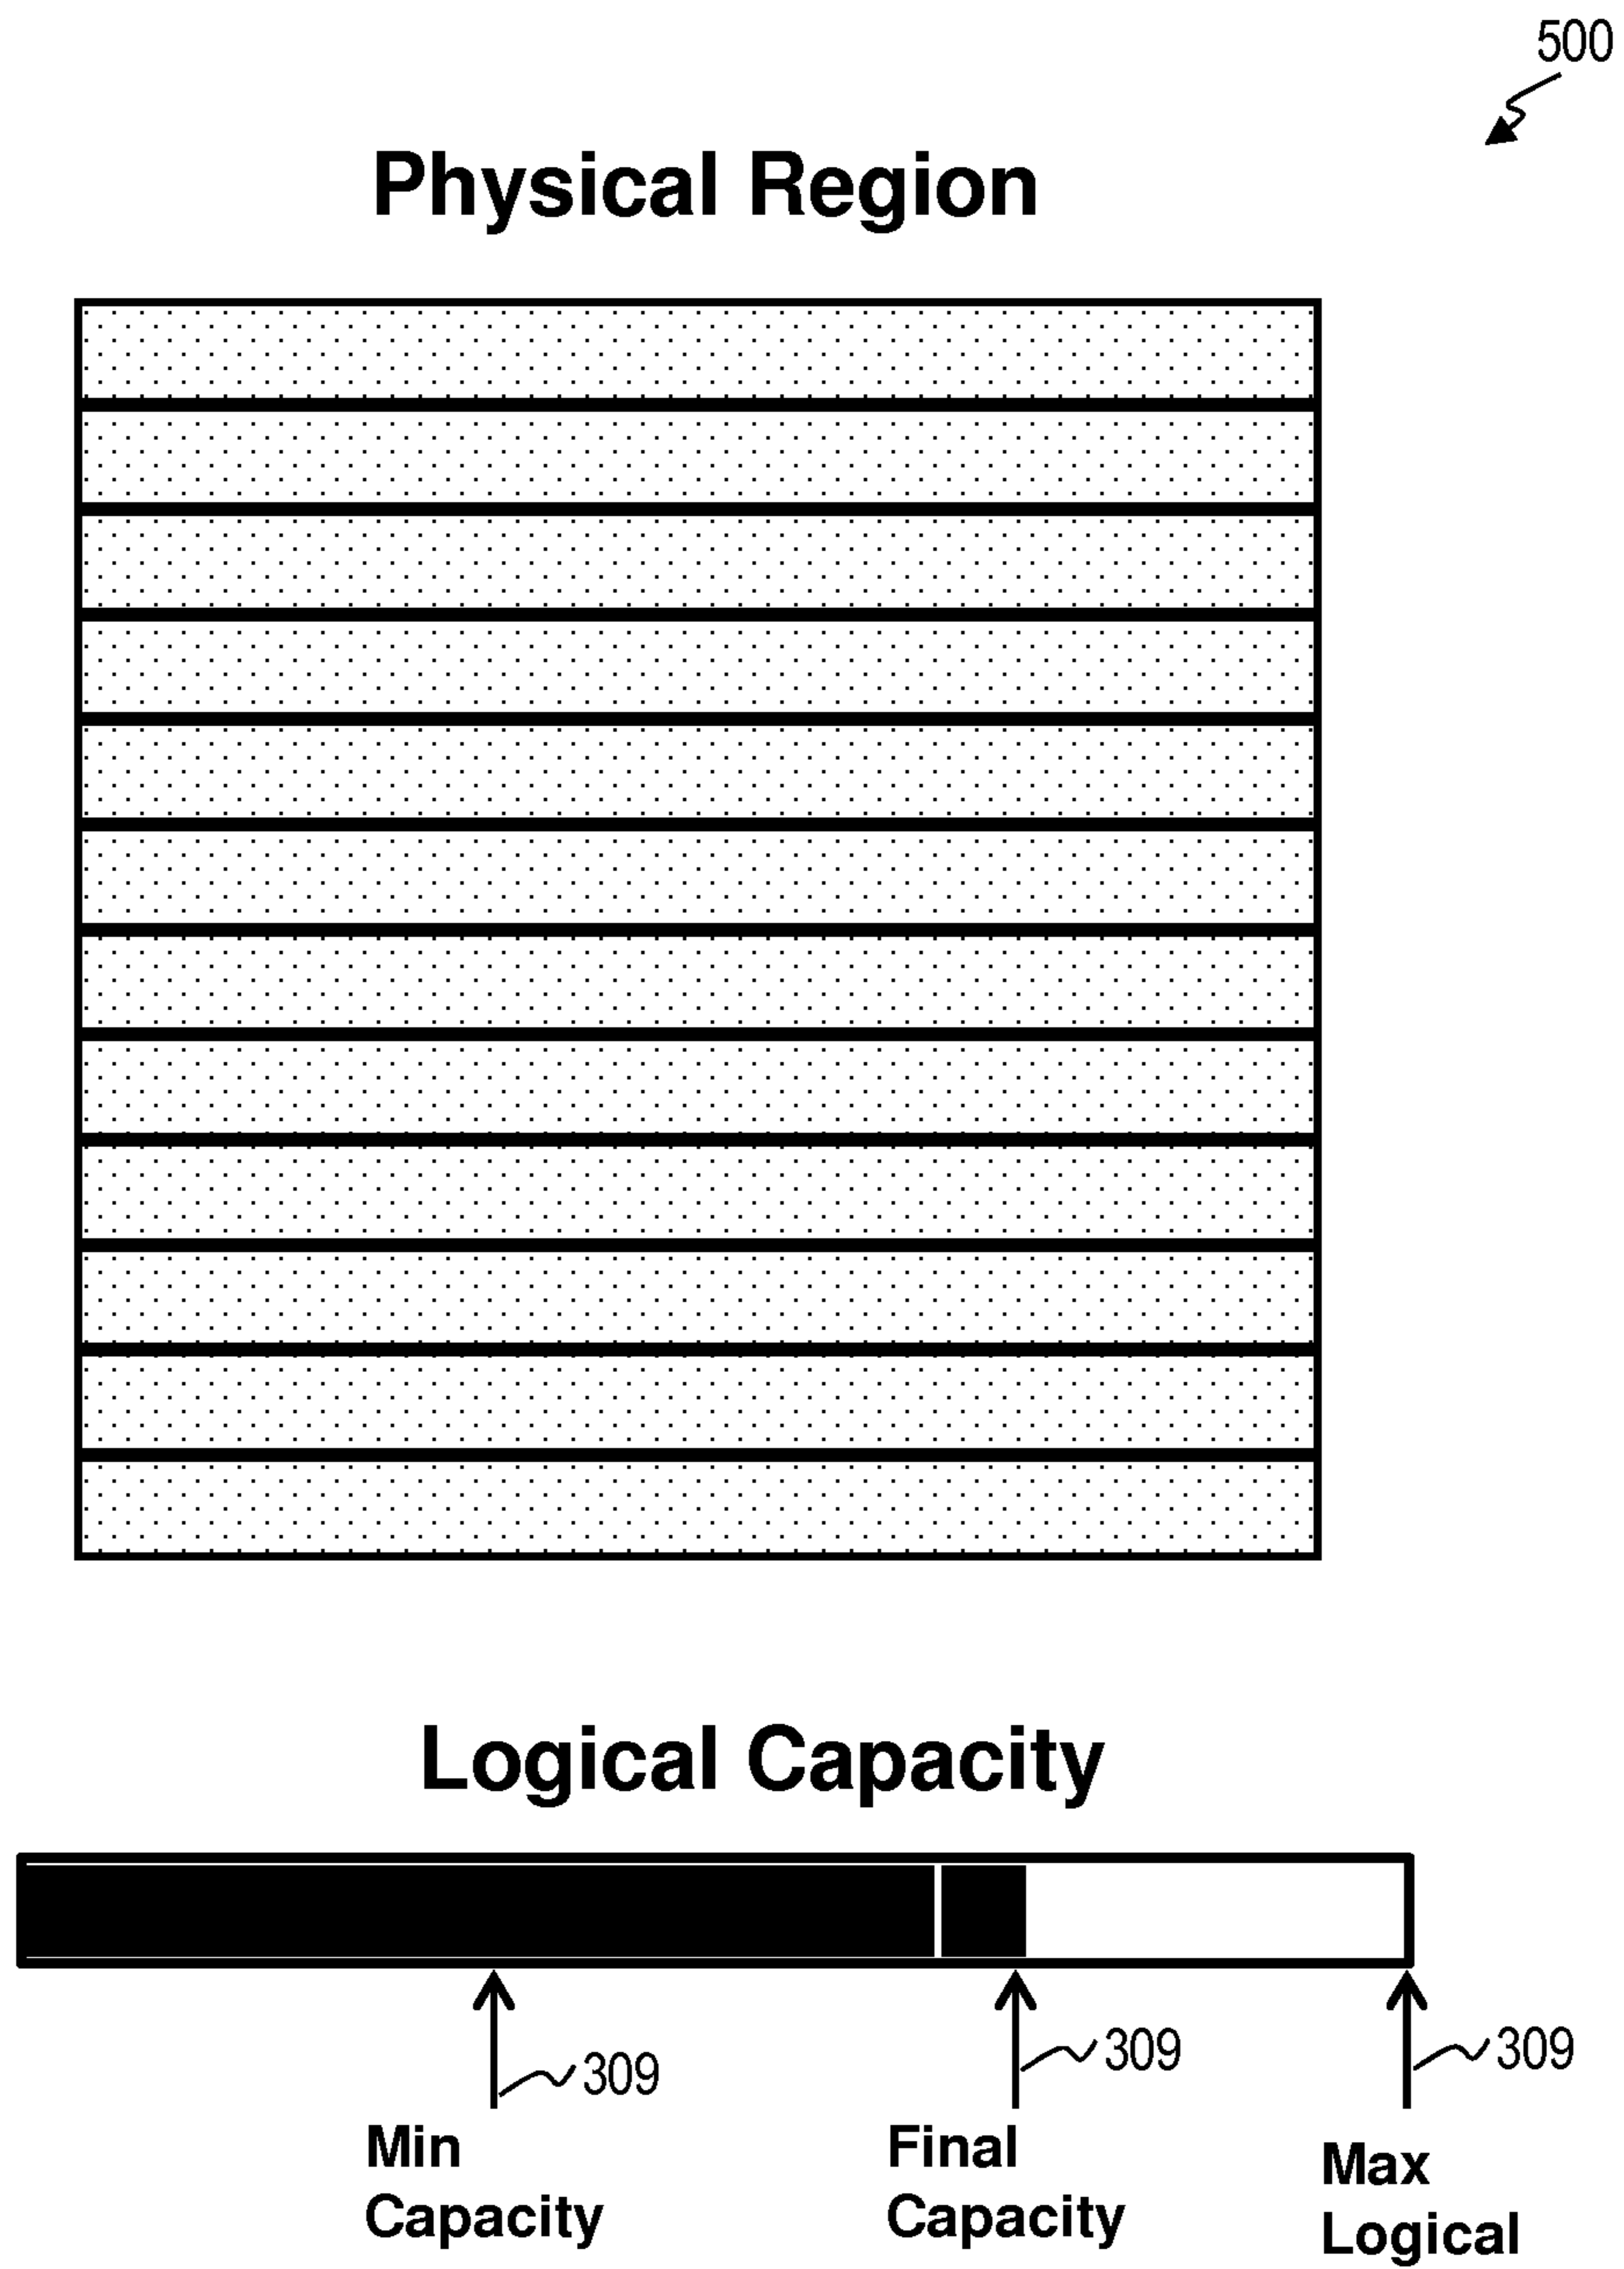 500
Physical Region
Logical Capacity
309
309
309
Min
Capacity
Final
Capacity
Max
Logical